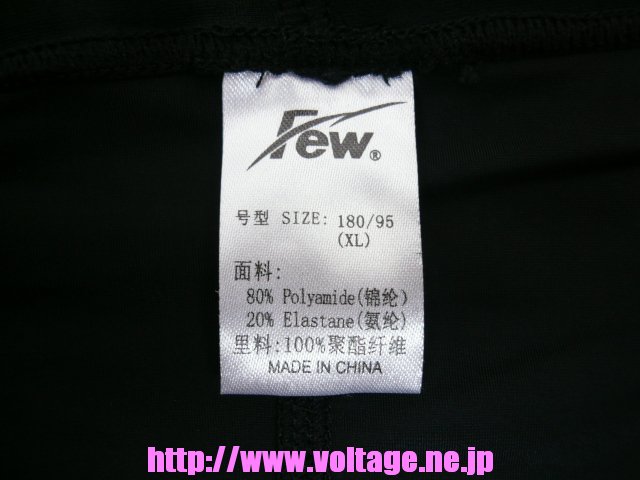 Few®
号型 SIZE: 180/95
(XL)
面料:
80% Polyamide(锦纶)
20% Elastane(氨纶)
里料:100%聚酯纤维
MADE IN CHINA
http://www.voltage.ne.jp